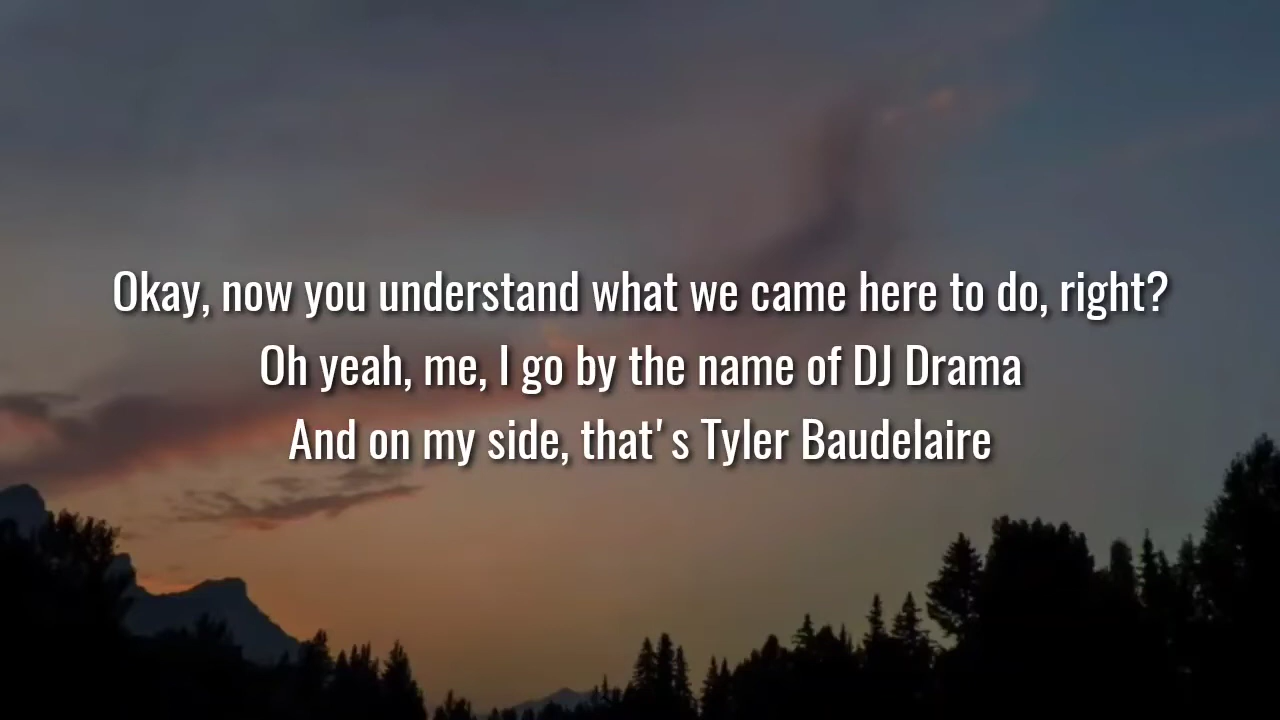 Okay, now you understand what we came here to do, right?
Oh yeah, me, I go by the name of DJ Drama
And on my side, that's Tyler Baudelaire